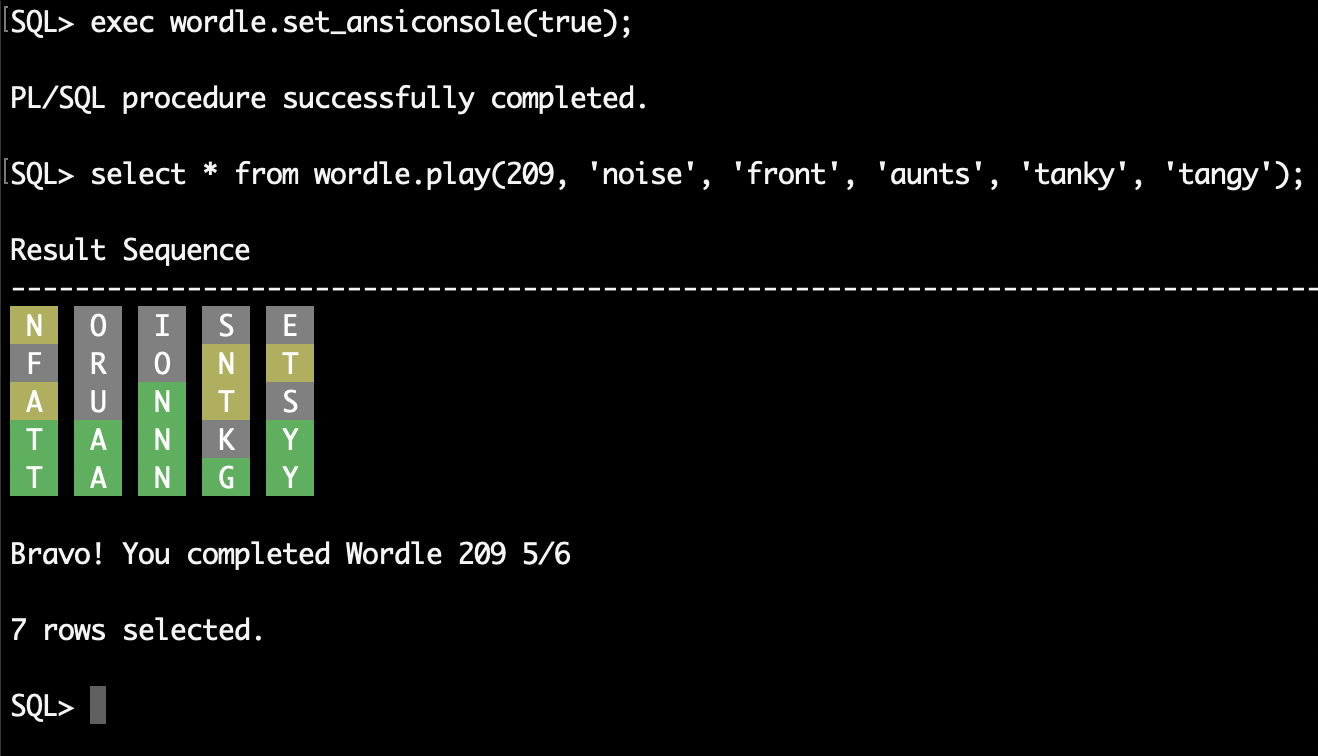 SQL> exec wordle.set_ansiconsole(true);
PL/SQL procedure successfully completed.
SQL> select * from wordle.play(209, 'noise', 'front', 'aunts', 'tanky', 'tangy');
Result Sequence
--------------------------------------------------------------------------------
N O I S E
F R O N T
A U N T S
T A N K Y
T A N G Y
Bravo! You completed Wordle 209 5/6
7 rows selected.
SQL>